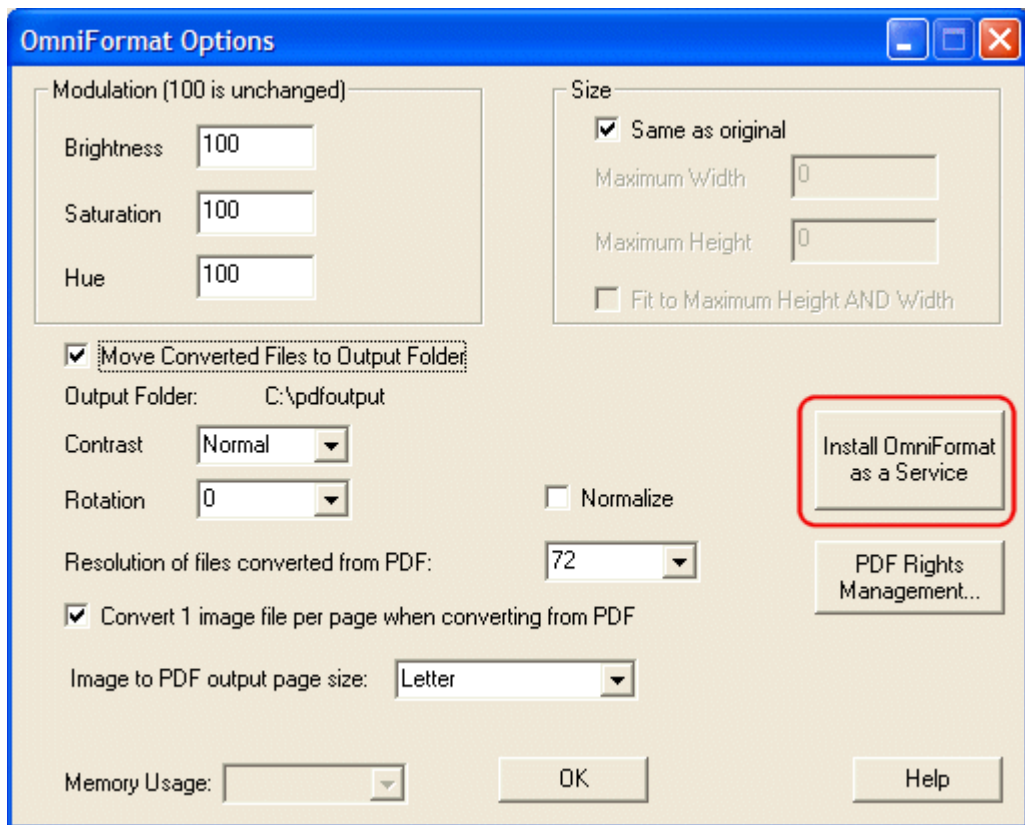 OmniFormat Options
Modulation (100 is unchanged)
Brightness 100
Saturation 100
Hue 100
Size
Same as original
Maximum Width 0
Maximum Height 0
Fit to Maximum Height AND Width
Move Converted Files to Output Folder
Output Folder: C:\pdfoutput
Contrast Normal
Rotation 0
Normalize
Install OmniFormat
as a Service
Resolution of files converted from PDF: 72
PDF Rights
Management...
Convert 1 image file per page when converting from PDF
Image to PDF output page size: Letter
Memory Usage:
OK
Help